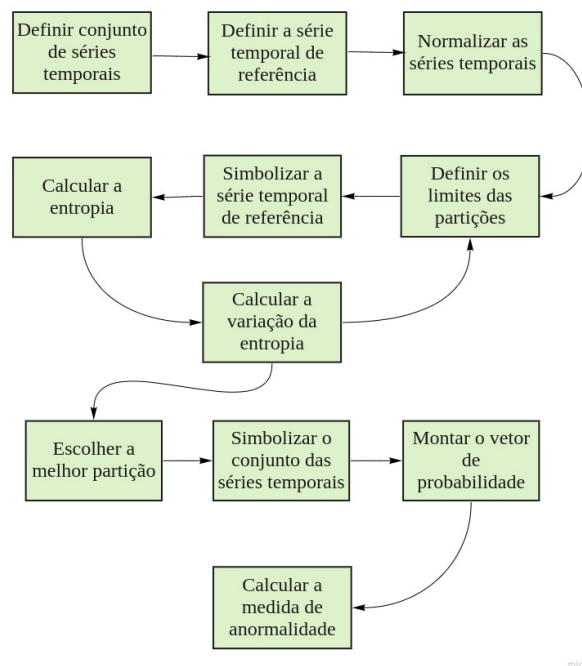 Definir conjunto
de séries
temporais
Definir a série
temporal de
referência
Normalizar as
séries temporais
Definir os
limites das
partições
Simbolizar a
série temporal
de referência
Calcular a
entropia
Calcular a
variação da
entropia
Escolher a
melhor partição
Simbolizar o
conjunto das
séries temporais
Montar o vetor
de
probabilidade
Calcular a
medida de
anormalidade